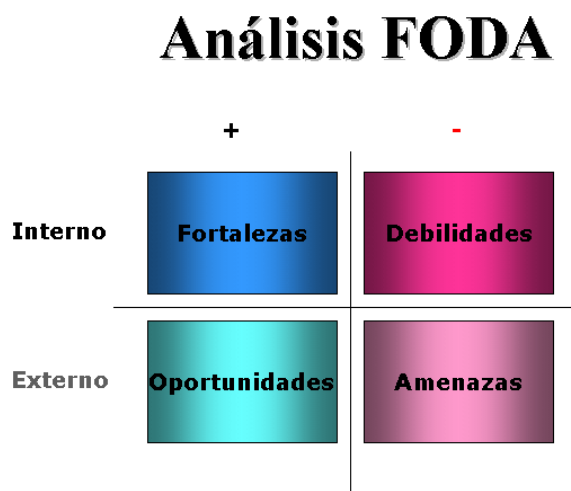 Análisis FODA
+ -
Interno Fortalezas Debilidades
Externo Oportunidades Amenazas